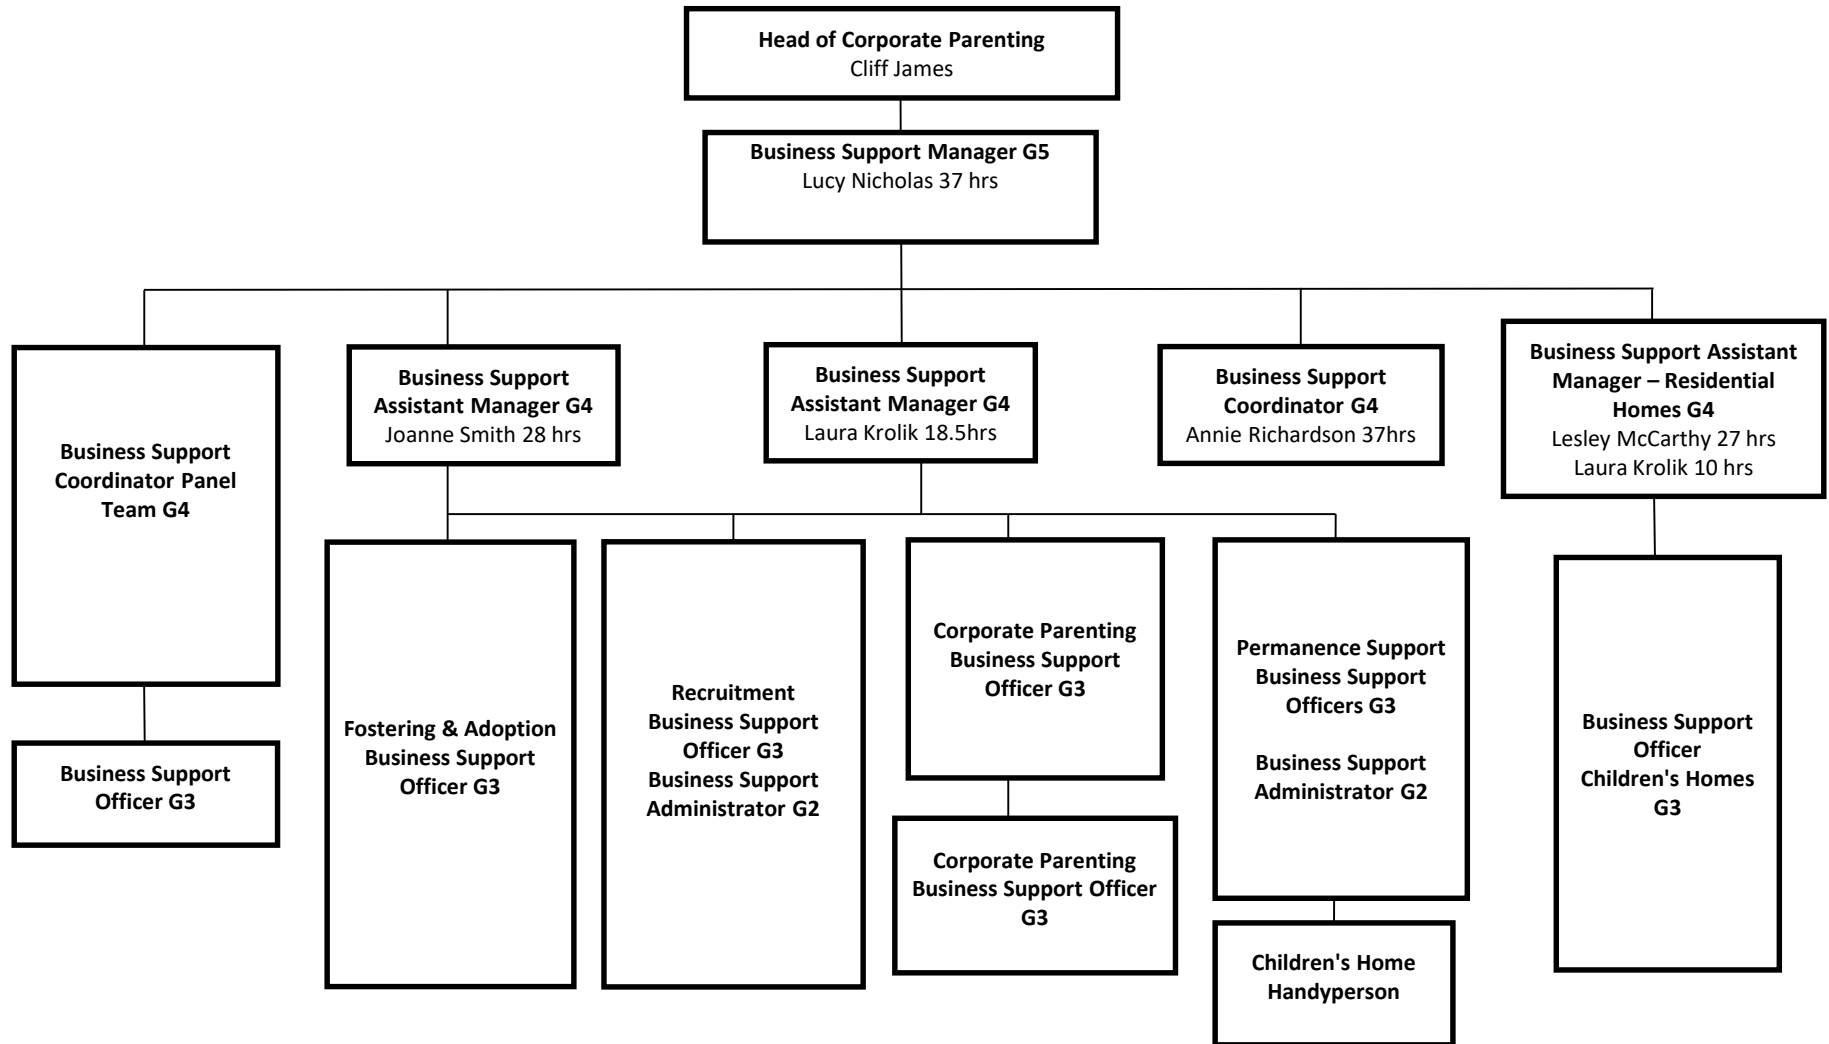 Head of Corporate Parenting
Cliff James
Business Support Manager G5
Lucy Nicholas 37 hrs
Business Support
Coordinator Panel
Team G4
Business Support
Assistant Manager G4
Joanne Smith 28 hrs
Business Support
Assistant Manager G4
Laura Krolik 18.5hrs
Business Support
Coordinator G4
Annie Richardson 37hrs
Business Support Assistant
Manager – Residential
Homes G4
Lesley McCarthy 27 hrs
Laura Krolik 10 hrs
Business Support
Officer G3
Fostering & Adoption
Business Support
Officer G3
Recruitment
Business Support
Officer G3
Business Support
Administrator G2
Corporate Parenting
Business Support
Officer G3
Corporate Parenting
Business Support Officer
G3
Permanence Support
Business Support
Officers G3
Business Support
Administrator G2
Children's Home
Handyperson
Business Support
Officer
Children's Homes
G3